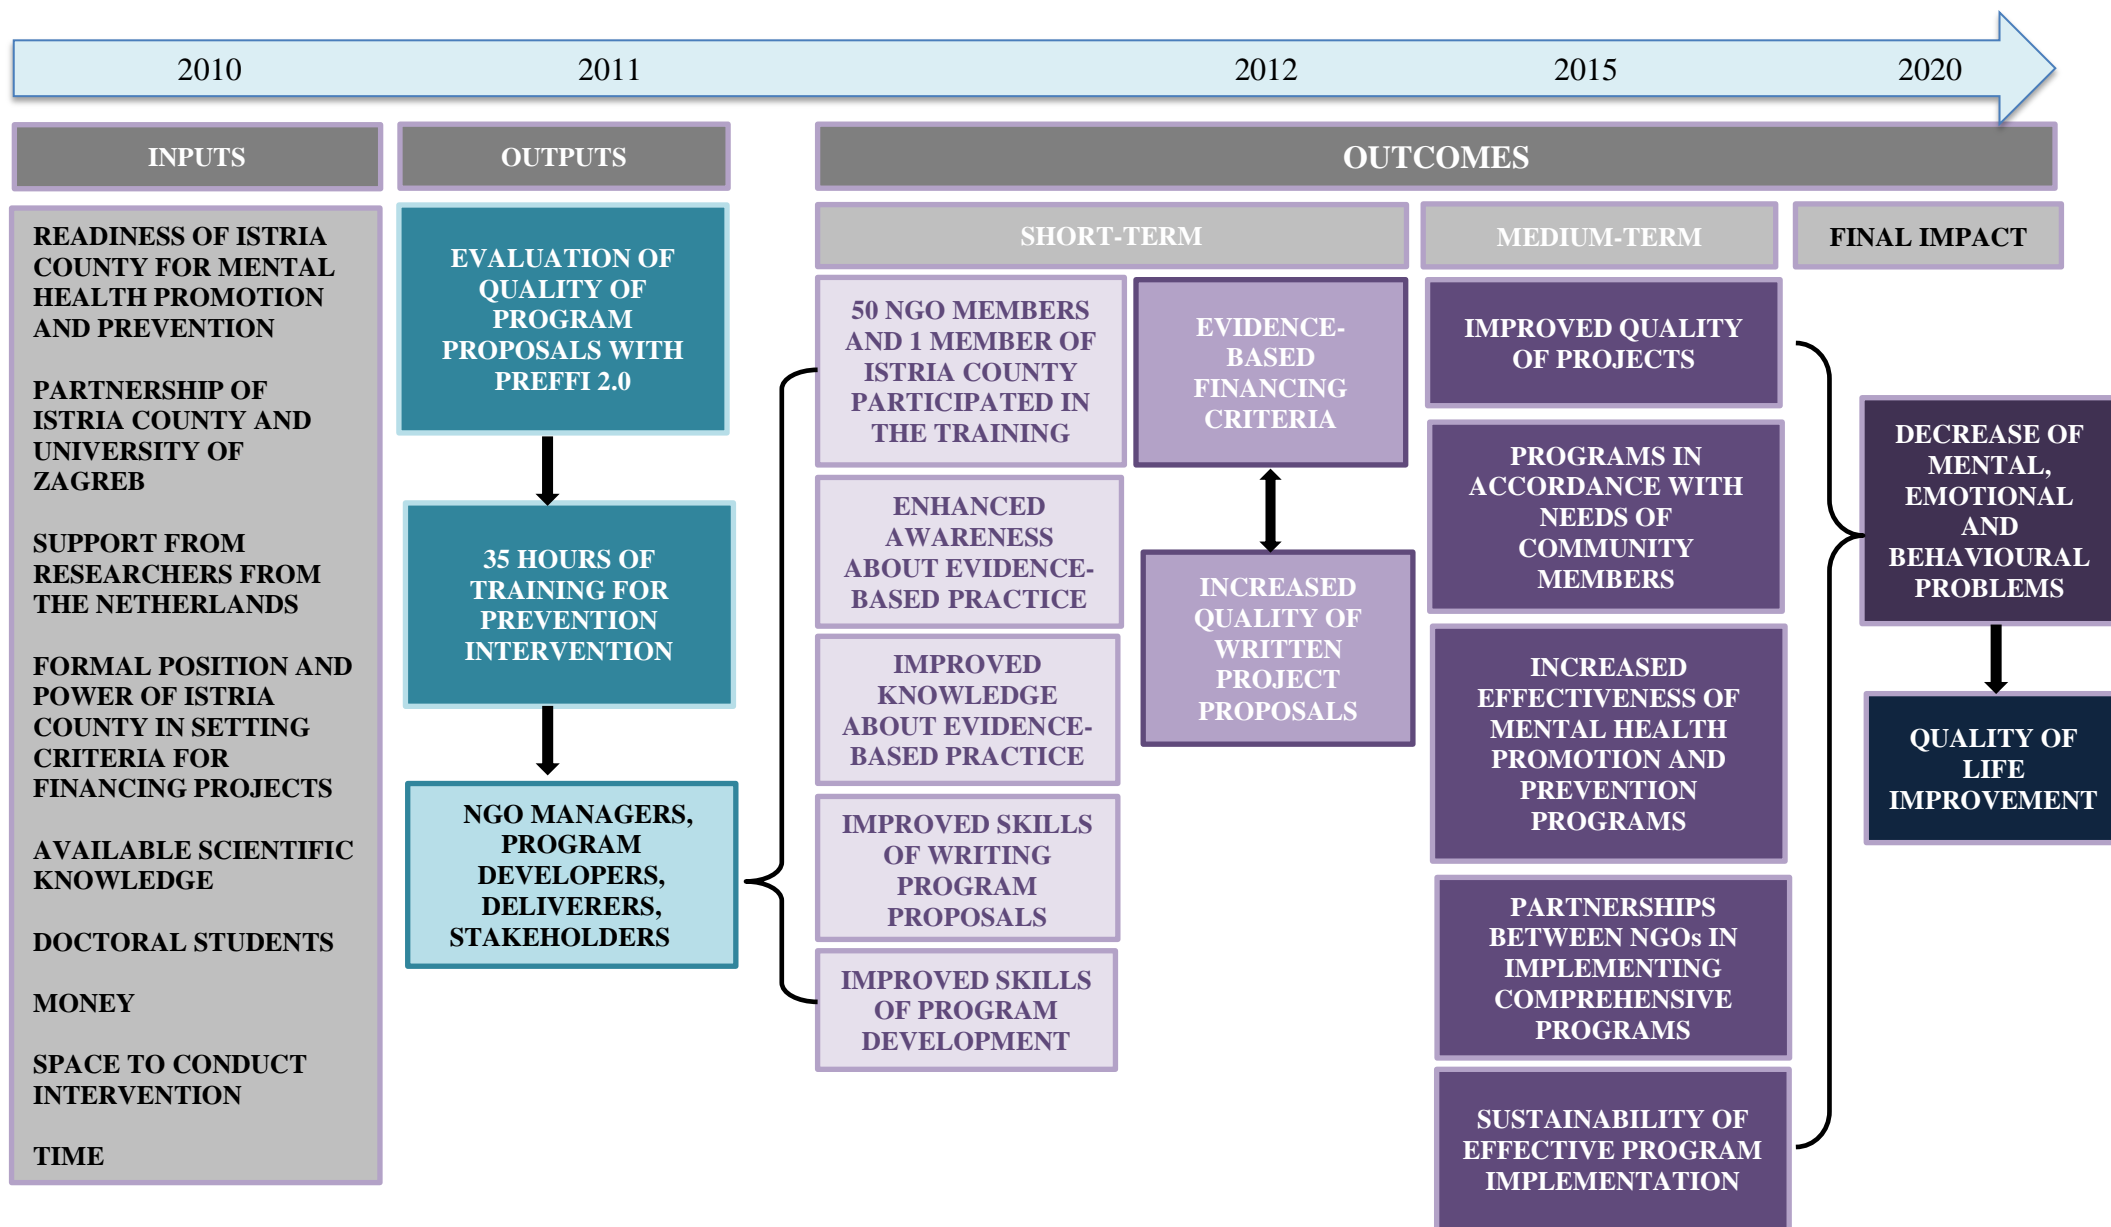 2010
2011
2012
2015
2020
INPUTS
OUTPUTS
OUTCOMES
READINESS OF ISTRIA
COUNTY FOR MENTAL
HEALTH PROMOTION
AND PREVENTION
PARTNERSHIP OF
ISTRIA COUNTY AND
UNIVERSITY OF
ZAGREB
SUPPORT FROM
RESEARCHERS FROM
THE NETHERLANDS
FORMAL POSITION AND
POWER OF ISTRIA
COUNTY IN SETTING
CRITERIA FOR
FINANCING PROJECTS
AVAILABLE SCIENTIFIC
KNOWLEDGE
DOCTORAL STUDENTS
MONEY
SPACE TO CONDUCT
INTERVENTION
TIME
EVALUATION OF
QUALITY OF
PROGRAM
PROPOSALS WITH
PREFFI 2.0
35 HOURS OF
TRAINING FOR
PREVENTION
INTERVENTION
NGO MANAGERS,
PROGRAM
DEVELOPERS,
DELIVERERS,
STAKEHOLDERS
SHORT-TERM
50 NGO MEMBERS
AND 1 MEMBER OF
ISTRIA COUNTY
PARTICIPATED IN
THE TRAINING
ENHANCED
AWARENESS
ABOUT EVIDENCE-
BASED PRACTICE
IMPROVED
KNOWLEDGE
ABOUT EVIDENCE-
BASED PRACTICE
IMPROVED SKILLS
OF WRITING
PROGRAM
PROPOSALS
IMPROVED SKILLS
OF PROGRAM
DEVELOPMENT
EVIDENCE-
BASED
FINANCING
CRITERIA
INCREASED
QUALITY OF
WRITTEN
PROJECT
PROPOSALS
MEDIUM-TERM
IMPROVED QUALITY
OF PROJECTS
PROGRAMS IN
ACCORDANCE WITH
NEEDS OF
COMMUNITY
MEMBERS
INCREASED
EFFECTIVENESS OF
MENTAL HEALTH
PROMOTION AND
PREVENTION
PROGRAMS
PARTNERSHIPS
BETWEEN NGOs IN
IMPLEMENTING
COMPREHENSIVE
PROGRAMS
SUSTAINABILITY OF
EFFECTIVE PROGRAM
IMPLEMENTATION
FINAL IMPACT
DECREASE OF
MENTAL,
EMOTIONAL
AND
BEHAVIOURAL
PROBLEMS
QUALITY OF
LIFE
IMPROVEMENT